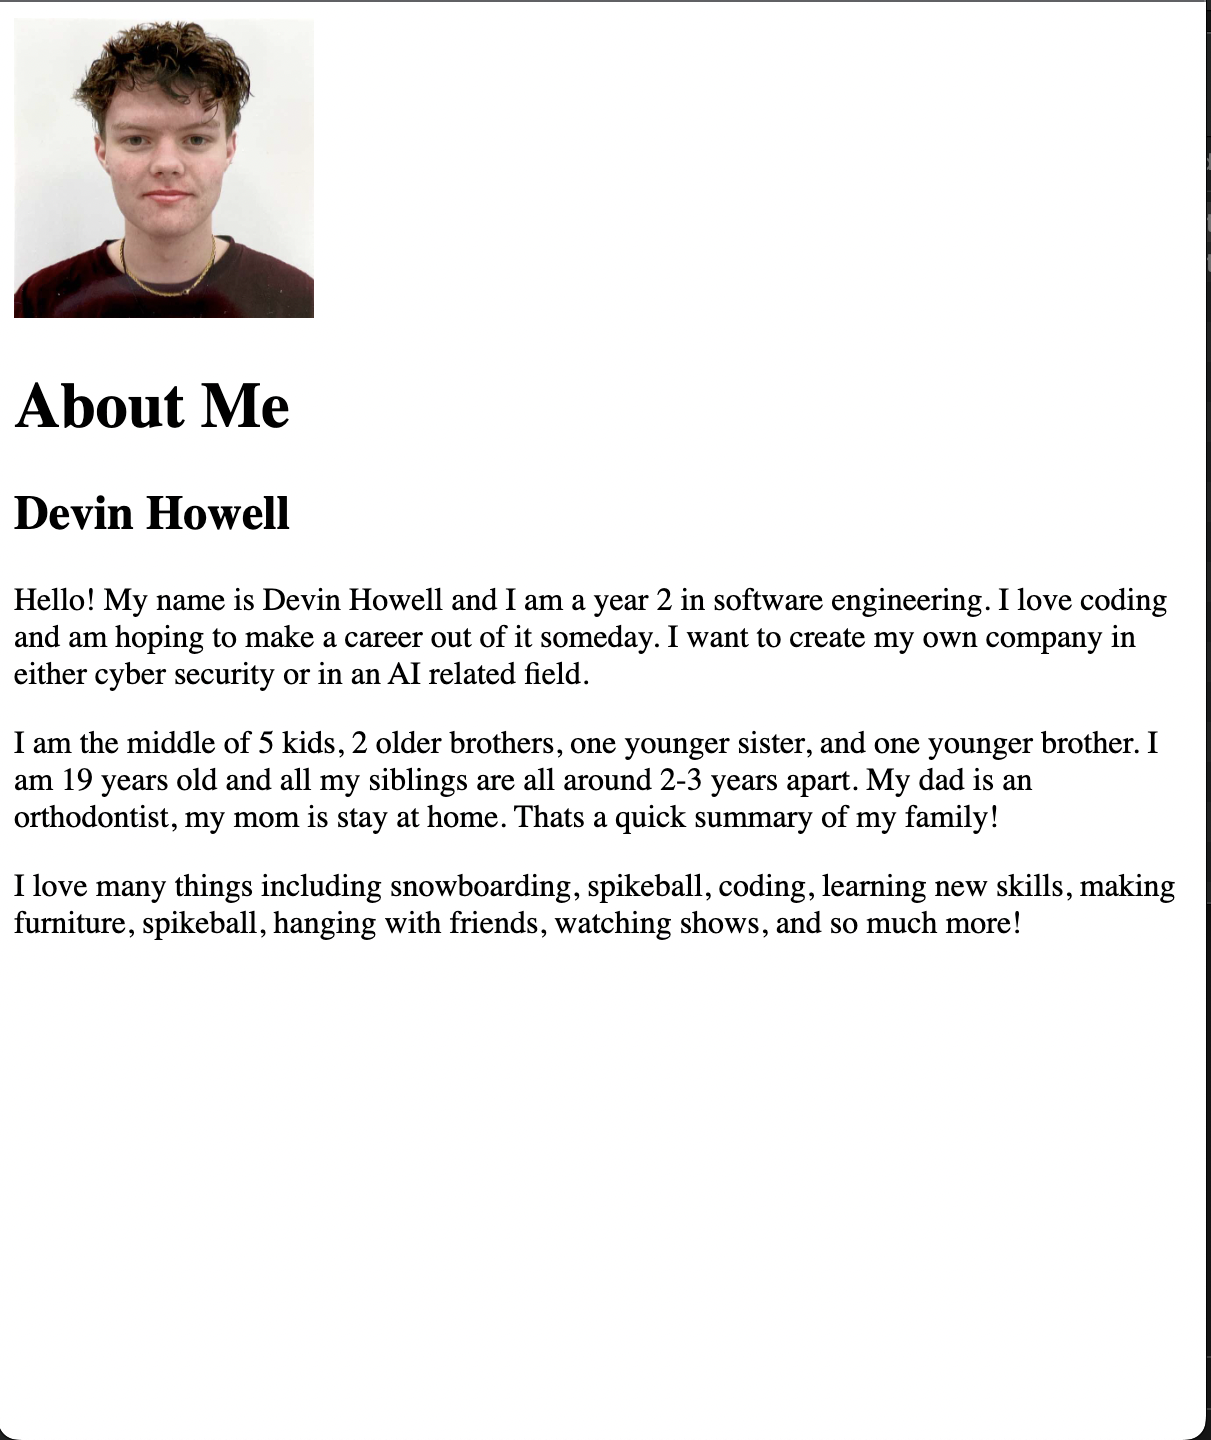 About Me
Devin Howell
Hello! My name is Devin Howell and I am a year 2 in software engineering. I love coding
and am hoping to make a career out of it someday. I want to create my own company in
either cyber security or in an AI related field.
I am the middle of 5 kids, 2 older brothers, one younger sister, and one younger brother. I
am 19 years old and all my siblings are all around 2-3 years apart. My dad is an
orthodontist, my mom is stay at home. Thats a quick summary of my family!
I love many things including snowboarding, spikeball, coding, learning new skills, making
furniture, spikeball, hanging with friends, watching shows, and so much more!